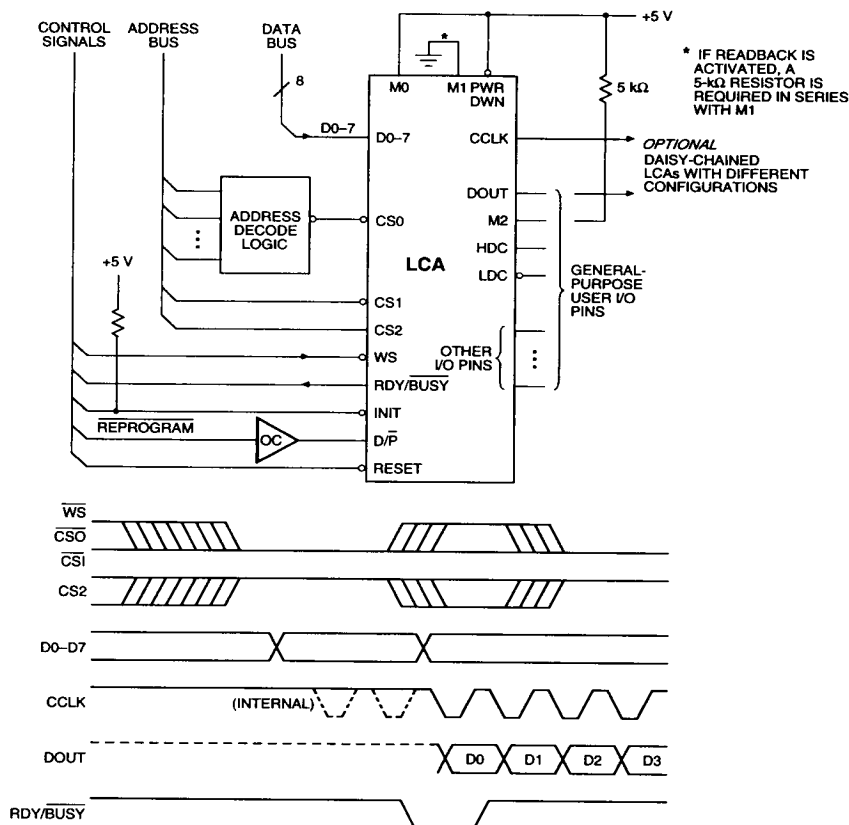 CONTROL SIGNALS
ADDRESS BUS
DATA BUS
+5 V
*
* IF READBACK IS
ACTIVATED, A
5-kΩ RESISTOR IS
REQUIRED IN SERIES
WITH M1
8
5 kΩ
M0
M1
PWR DWN
D0–7
D0–7
CCLK
OPTIONAL
DAISY-CHAINED
LCAs WITH DIFFERENT
CONFIGURATIONS
DOUT
ADDRESS
DECODE
LOGIC
CS0
M2
HDC
LCA
LDC
GENERAL-
PURPOSE
USER I/O
PINS
+5 V
CS1
CS2
OTHER
I/O PINS
WS
RDY/BUSY
INIT
REPROGRAM
OC
D/P
RESET
WS
CSO
CSI
CS2
D0–D7
CCLK
(INTERNAL)
DOUT
D0
D1
D2
D3
RDY/BUSY